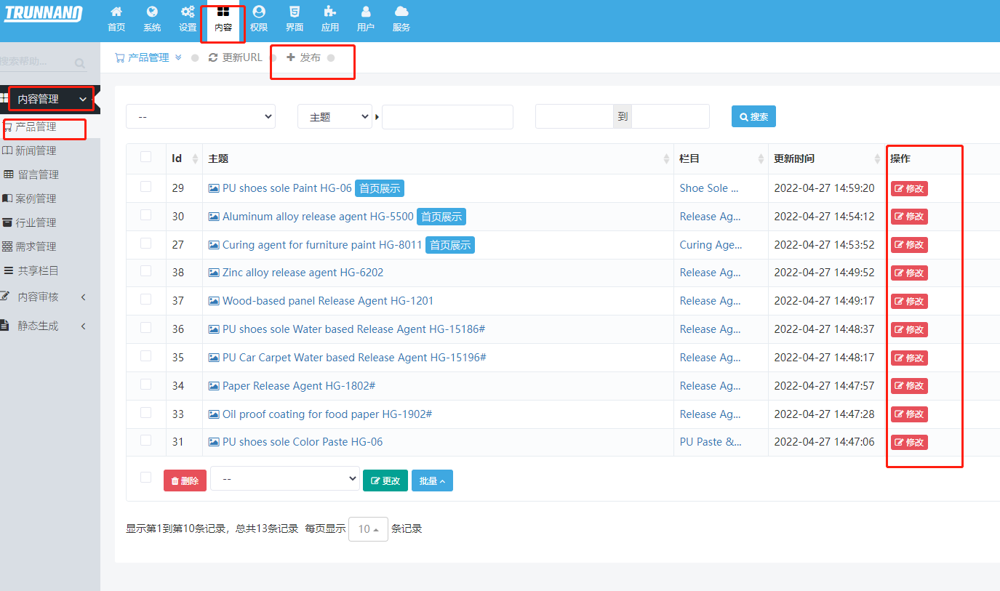 TRUNNANO
首页 系统 设置 内容 权限 界面 应用 用户 服务
搜索帮助...
产品管理 更新URL 发布
内容管理
产品管理
新闻管理
留言管理
案例管理
行业管理
需求管理
共享栏目
内容审核
静态生成
-- 主题 到 搜索
Id 主题 栏目 更新时间 操作
29 PU shoes sole Paint HG-06 首页展示 Shoe Sole ... 2022-04-27 14:59:20 修改
30 Aluminum alloy release agent HG-5500 首页展示 Release Ag... 2022-04-27 14:54:12 修改
27 Curing agent for furniture paint HG-8011 首页展示 Curing Age... 2022-04-27 14:53:52 修改
38 Zinc alloy release agent HG-6202 Release Ag... 2022-04-27 14:49:52 修改
37 Wood-based panel Release Agent HG-1201 Release Ag... 2022-04-27 14:49:17 修改
36 PU shoes sole Water based Release Agent HG-15186# Release Ag... 2022-04-27 14:48:37 修改
35 PU Car Carpet Water based Release Agent HG-15196# Release Ag... 2022-04-27 14:48:17 修改
34 Paper Release Agent HG-1802# Release Ag... 2022-04-27 14:47:57 修改
33 Oil proof coating for food paper HG-1902# Release Ag... 2022-04-27 14:47:28 修改
31 PU shoes sole Color Paste HG-06 PU Paste &... 2022-04-27 14:47:06 修改
删除 -- 更改 批量
显示第1到第10条记录，总共13条记录 每页显示 10 条记录